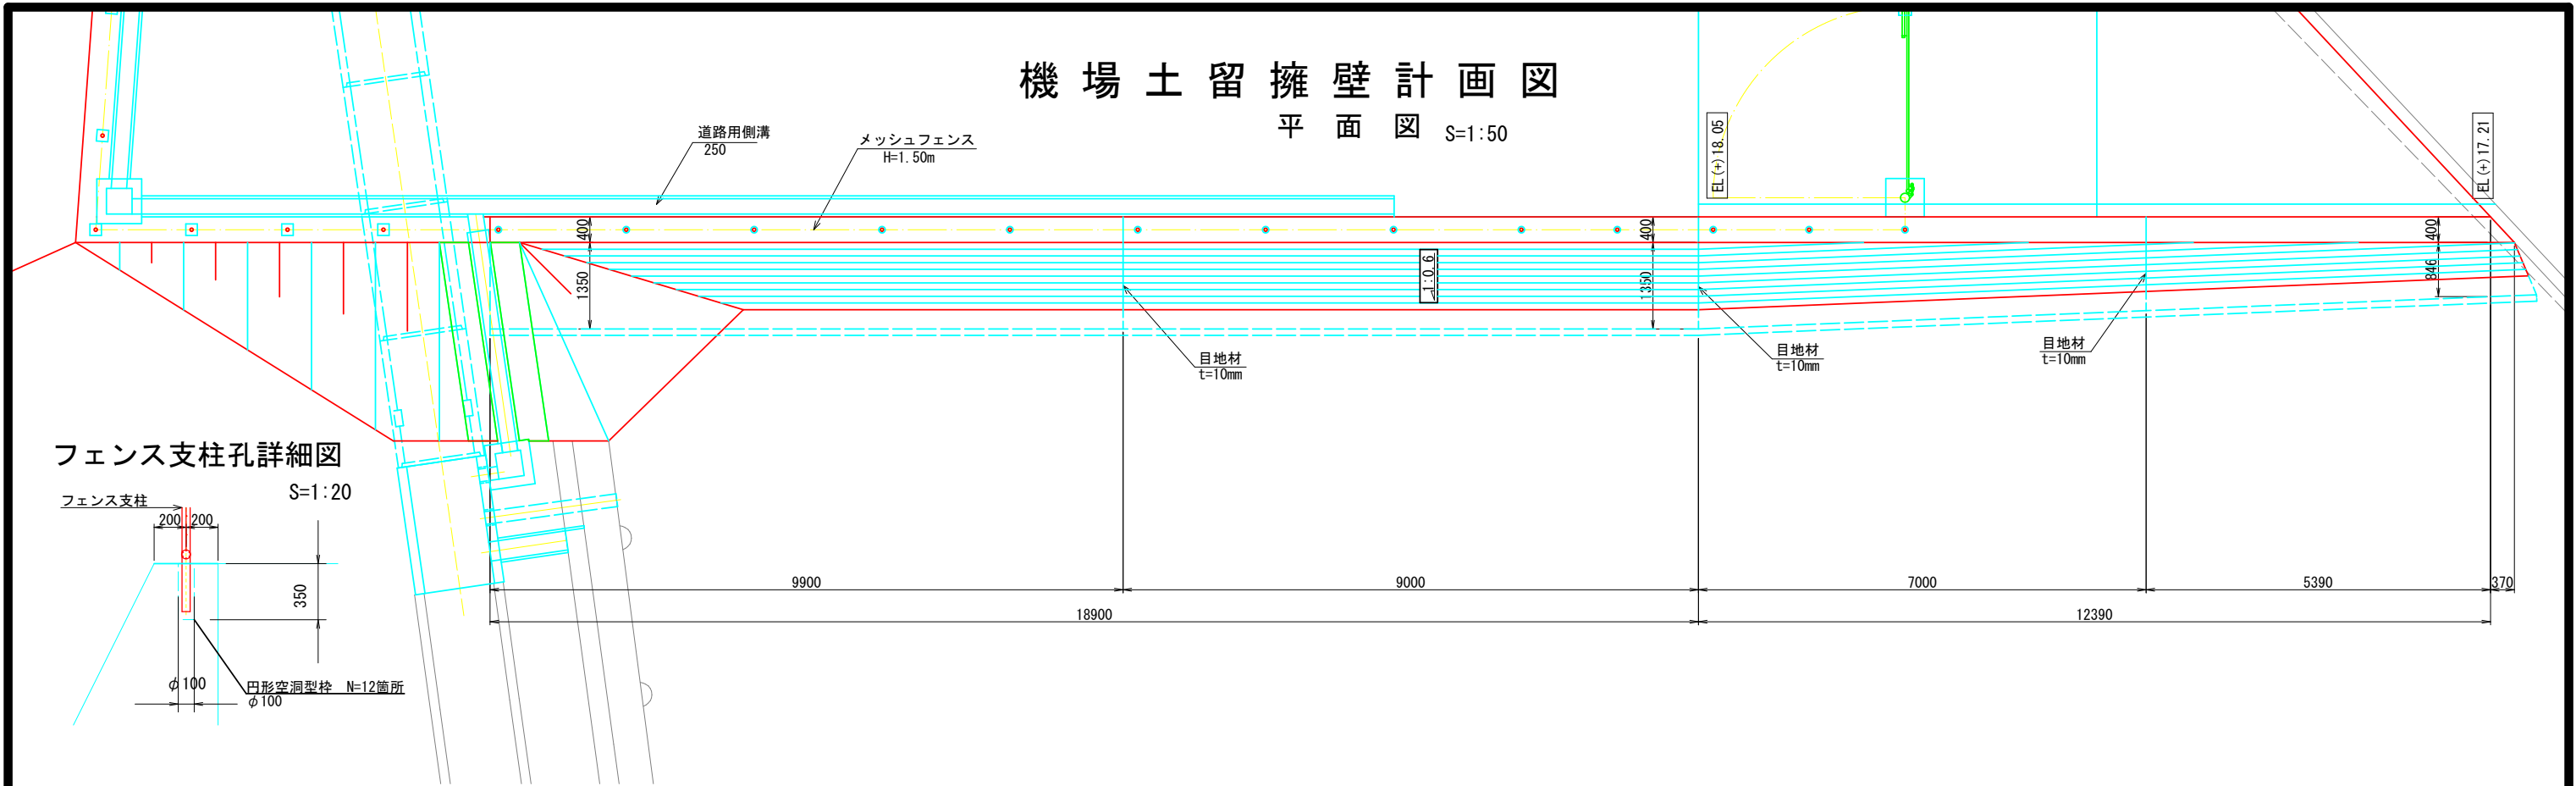 機場土留擁壁計画図
平面図 S=1:50
道路用側溝
250
メッシュフェンス
H=1.50m
EL(+)18.05
EL(+)17.21
400
1350
400
1350
400
846
1:0.6
目地材
t=10mm
目地材
t=10mm
目地材
t=10mm
フェンス支柱孔詳細図
S=1:20
フェンス支柱
200 200
350
φ100
円形空洞型枠 N=12箇所
φ100
9900 9000 7000 5390 370
18900 12390